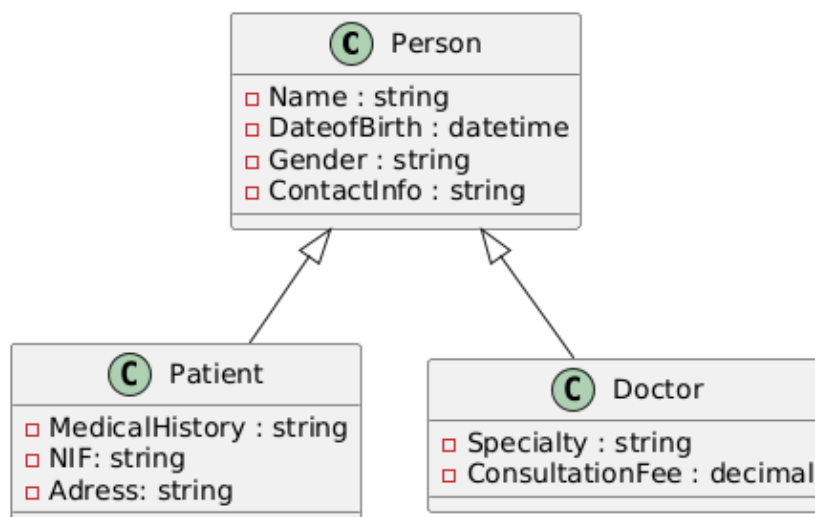 C Person
Name : string
DateofBirth : datetime
Gender : string
ContactInfo : string
C Patient
MedicalHistory : string
NIF: string
Adress: string
C Doctor
Specialty : string
ConsultationFee : decimal